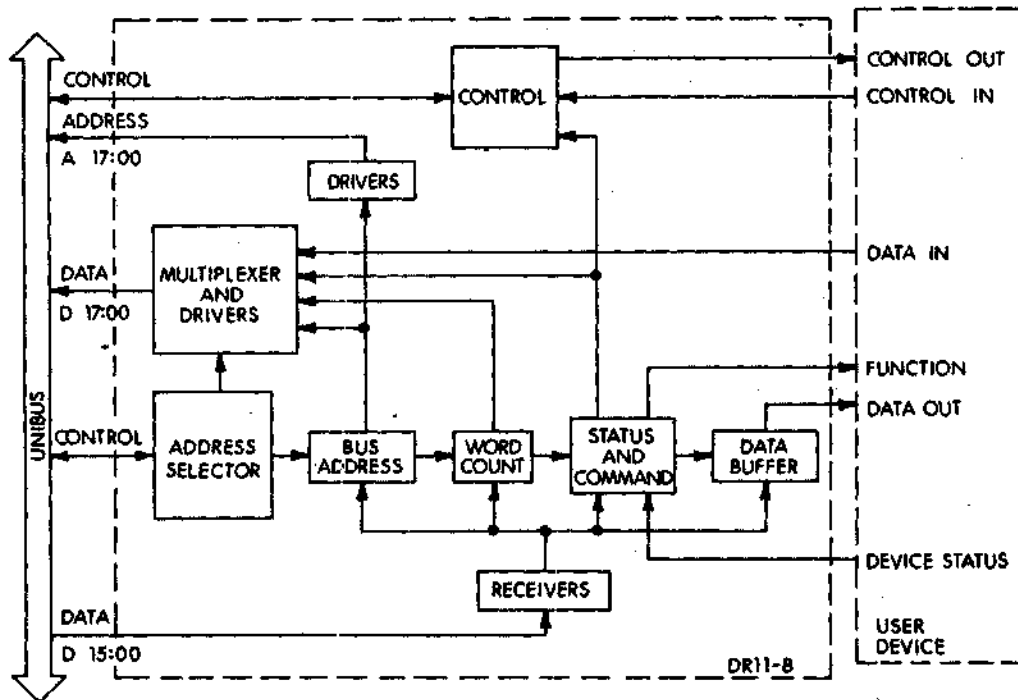 UNIBUS
CONTROL
ADDRESS
A 17:00
CONTROL
CONTROL OUT
CONTROL IN
DRIVERS
DATA
D 17:00
MULTIPLEXER
AND
DRIVERS
DATA IN
FUNCTION
DATA OUT
CONTROL
ADDRESS
SELECTOR
BUS
ADDRESS
WORD
COUNT
STATUS
AND
COMMAND
DATA
BUFFER
DEVICE STATUS
RECEIVERS
DATA
D 15:00
DR11-B
USER
DEVICE